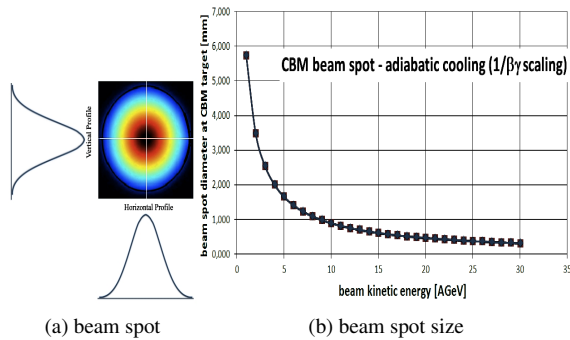 Vertical Profile
Horizontal Profile
CBM beam spot - adiabatic cooling (1/βγ scaling)
beam spot diameter at CBM target [mm]
7,000
6,000
5,000
4,000
3,000
2,000
1,000
0,000
0 5 10 15 20 25 30 35
beam kinetic energy [AGeV]
(a) beam spot
(b) beam spot size